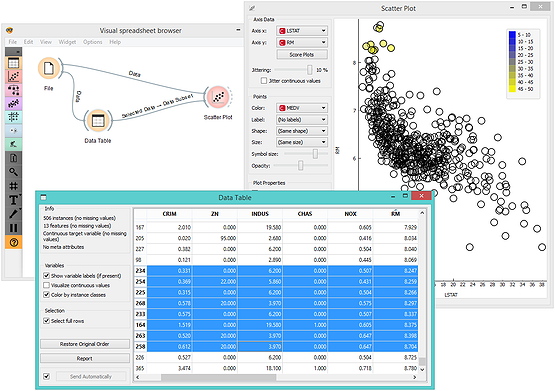 Visual spreadsheet browser
File Edit View Widget Options Help
File
Data
Data
Data Table
Selected Data → Data Subset
Scatter Plot
Scatter Plot
Axis Data
Axis x: C LSTAT
Axis y: C RM
Score Plots
Jittering: 10 %
Jitter continuous values
Points
Color: C MEDV
Label: (No labels)
Shape: (Same shape)
Size: (Same size)
Symbol size:
Opacity:
Plot Properties
RM
8
6
5 - 10
10 - 15
15 - 20
20 - 25
25 - 30
30 - 35
35 - 40
40 - 45
45 - 50
LSTAT
Data Table
Info
506 instances (no missing values)
13 features (no missing values)
Continuous target variable (no missing values)
No meta attributes
Variables
Show variable labels (if present)
Visualize continuous values
Color by instance classes
Selection
Select full rows
Restore Original Order
Report
Send Automatically
CRIM ZN INDUS CHAS NOX RM
167 2.010 0.000 19.580 0.000 0.605 7.929
205 0.020 95.000 2.680 0.000 0.416 8.034
227 0.382 0.000 6.200 0.000 0.504 8.040
98 0.121 0.000 2.890 0.000 0.445 8.069
234 0.331 0.000 6.200 0.000 0.507 8.247
254 0.369 22.000 5.860 0.000 0.431 8.259
225 0.315 0.000 6.200 0.000 0.504 8.266
268 0.578 20.000 3.970 0.000 0.575 8.297
233 0.575 0.000 6.200 0.000 0.507 8.337
164 1.519 0.000 19.580 1.000 0.605 8.375
263 0.520 20.000 3.970 0.000 0.647 8.398
258 0.612 20.000 3.970 0.000 0.647 8.704
226 0.527 0.000 6.200 0.000 0.504 8.725
365 3.474 0.000 18.100 1.000 0.718 8.780